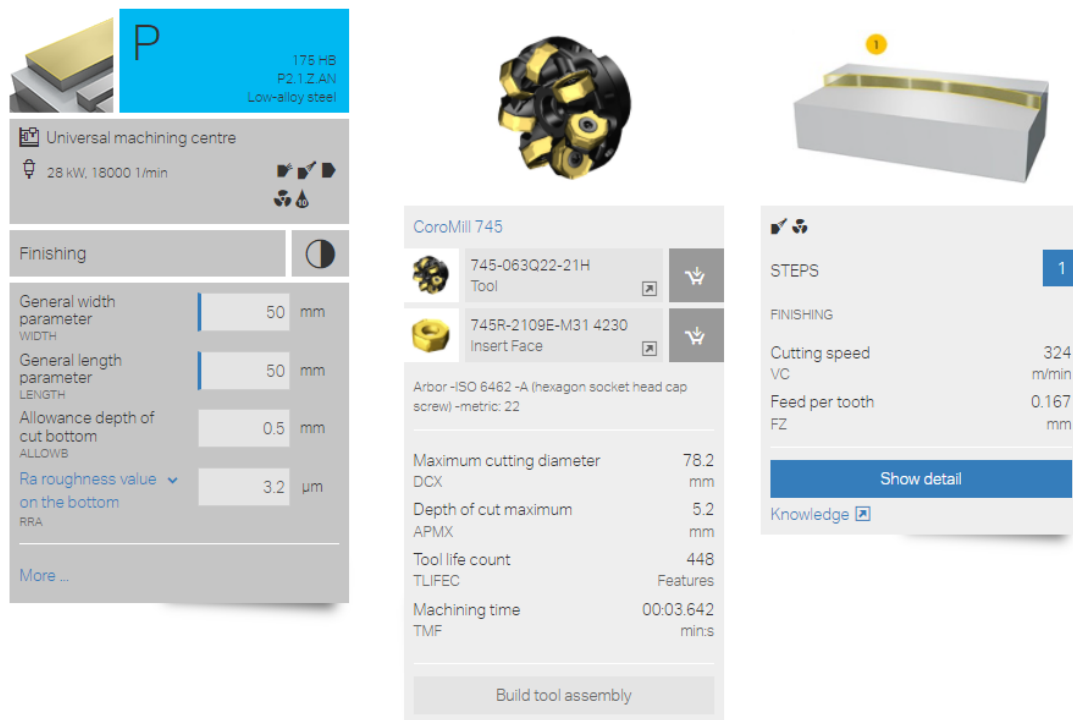 P
175 HB
P2.1.Z.AN
Low-alloy steel
Universal machining centre
28 kW, 18000 1/min
10
Finishing
General width parameter
WIDTH
50 mm
General length parameter
LENGTH
50 mm
Allowance depth of cut bottom
ALLOWB
0.5 mm
Ra roughness value on the bottom
RRA
3.2 µm
More ...
CoroMill 745
745-063Q22-21H
Tool
745R-2109E-M31 4230
Insert Face
Arbor -ISO 6462 -A (hexagon socket head cap
screw) -metric: 22
Maximum cutting diameter 78.2
DCX mm
Depth of cut maximum 5.2
APMX mm
Tool life count 448
TLIFEC Features
Machining time 00:03.642
TMF min:s
Build tool assembly
1
STEPS 1
FINISHING
Cutting speed 324
VC m/min
Feed per tooth 0.167
FZ mm
Show detail
Knowledge